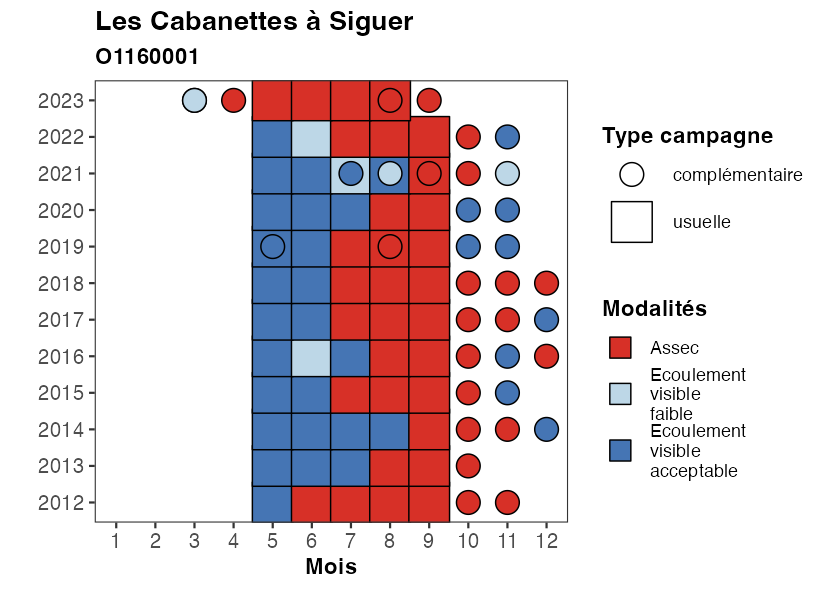 Les Cabanettes à Siguer
O1160001
2023
2022
2021
2020
2019
2018
2017
2016
2015
2014
2013
2012
1 2 3 4 5 6 7 8 9 10 11 12
Mois
Type campagne
complémentaire
usuelle
Modalités
Assec
Ecoulement
visible
faible
Ecoulement
visible
acceptable